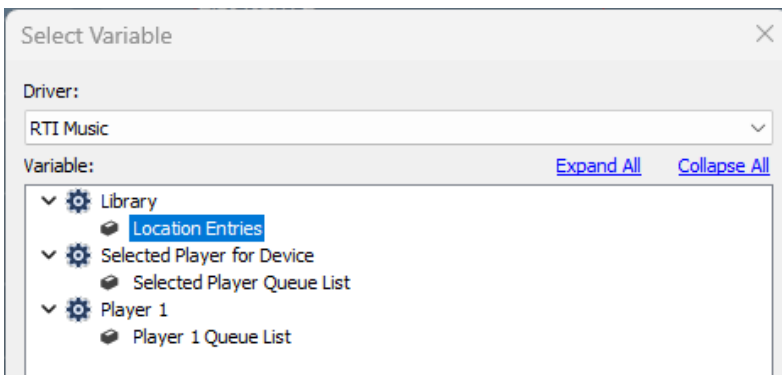 Select Variable
Driver:
RTI Music
Variable: Expand All Collapse All
Library
Location Entries
Selected Player for Device
Selected Player Queue List
Player 1
Player 1 Queue List